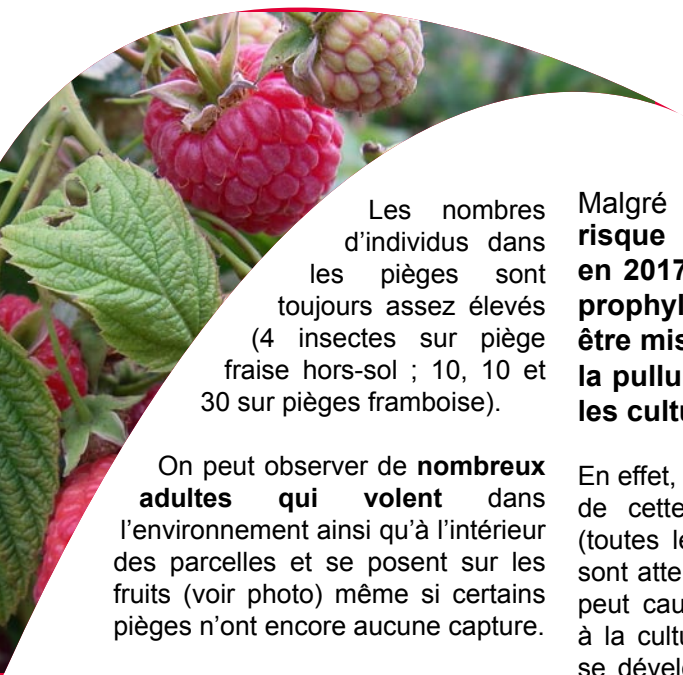 Les nombres
d’individus dans
les pièges sont
toujours assez élevés
(4 insectes sur piège
fraise hors-sol ; 10, 10 et
30 sur pièges framboise).
On peut observer de nombreux
adultes qui volent dans
l’environnement ainsi qu’à l’intérieur
des parcelles et se posent sur les
fruits (voir photo) même si certains
pièges n’ont encore aucune capture.
Malgré
risque
en 2017
prophyl
être mis
la pullu
les cultu
En effet,
de cette
(toutes le
sont atte
peut cau
à la cultu
se dével